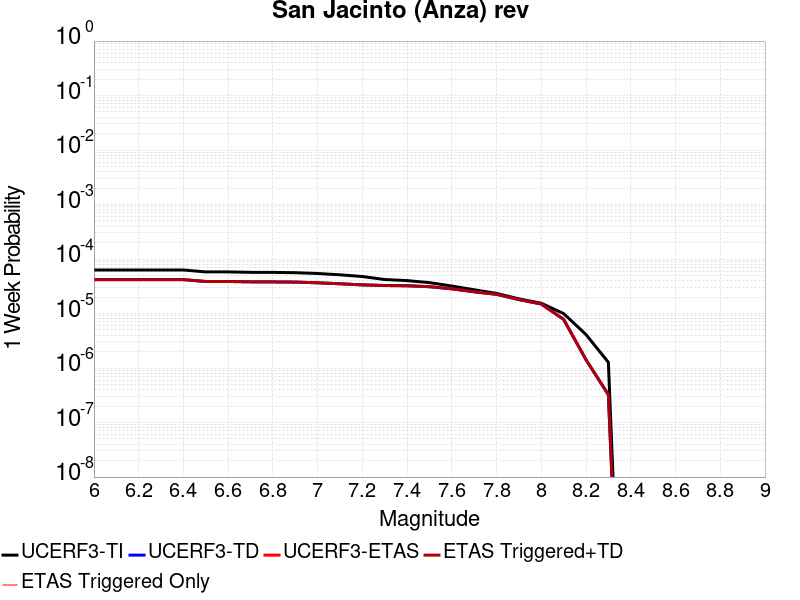 San Jacinto (Anza) rev
10^0
10^-1
10^-2
10^-3
10^-4
10^-5
10^-6
10^-7
10^-8
1 Week Probability
6 6.2 6.4 6.6 6.8 7 7.2 7.4 7.6 7.8 8 8.2 8.4 8.6 8.8 9
Magnitude
UCERF3-TI UCERF3-TD UCERF3-ETAS ETAS Triggered+TD
ETAS Triggered Only